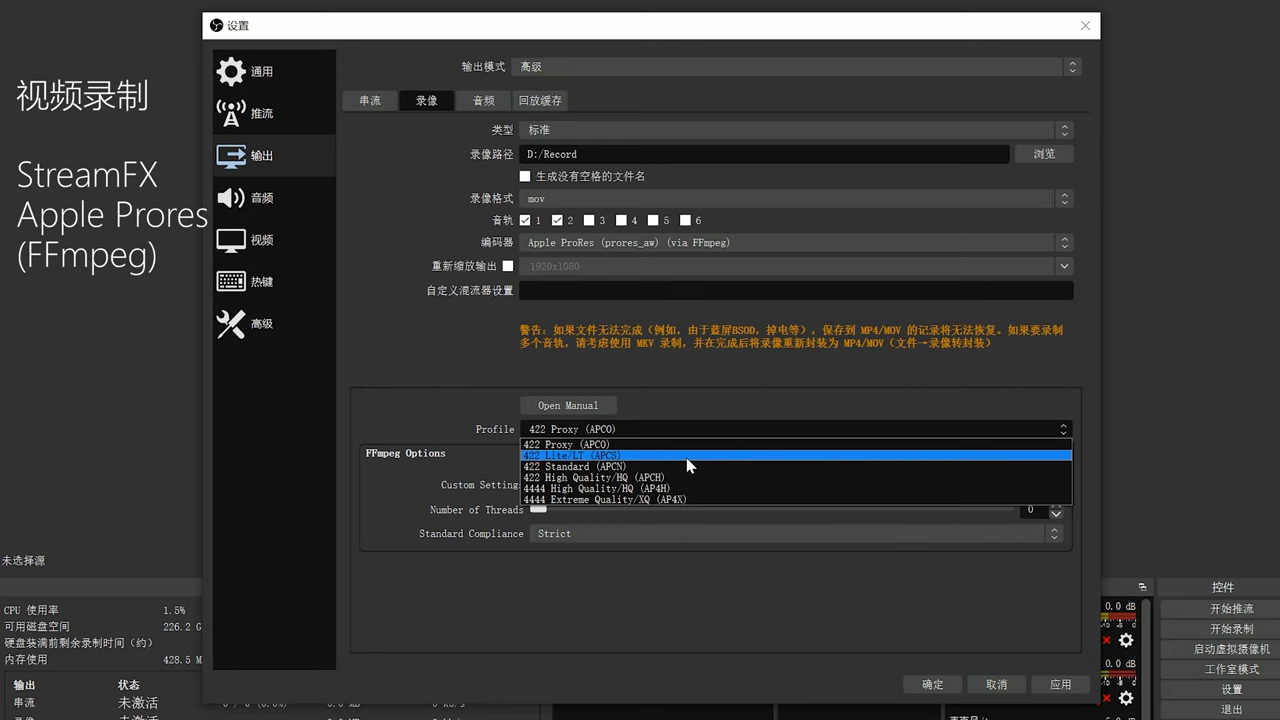 设置
视频录制
StreamFX
Apple Prores
(FFmpeg)
通用
推流
输出
音频
视频
热键
高级
输出模式 高级
串流 录像 音频 回放缓存
类型 标准
录像路径 D:/Record 浏览
生成没有空格的文件名
录像格式 mov
音轨 1 2 3 4 5 6
编码器 Apple ProRes (prores_aw) (via FFmpeg)
重新缩放输出 1920x1080
自定义混流器设置
警告：如果文件无法完成（例如，由于蓝屏BSOD，掉电等），保存到 MP4/MOV 的记录将无法恢复。如果要录制
多个音轨，请考虑使用 MKV 录制，并在完成后将录像重新封装为 MP4/MOV（文件→录像转封装）
Open Manual
Profile 422 Proxy (APCO)
422 Proxy (APCO)
422 Lite/LT (APCS)
422 Standard (APCN)
422 High Quality/HQ (APCH)
4444 High Quality/HQ (AP4H)
4444 Extreme Quality/XQ (AP4X)
FFmpeg Options
Number of Threads 0
Standard Compliance Strict
确定 取消 应用
未选择源
CPU 使用率 1.5%
可用磁盘空间 226.2 G
硬盘装满前剩余录制时间（约）
内存使用 428.5 M
输出 状态
串流 未激活
0.0 dB
0.0 dB
控件
开始推流
开始录制
启动虚拟摄像机
工作室模式
设置
退出